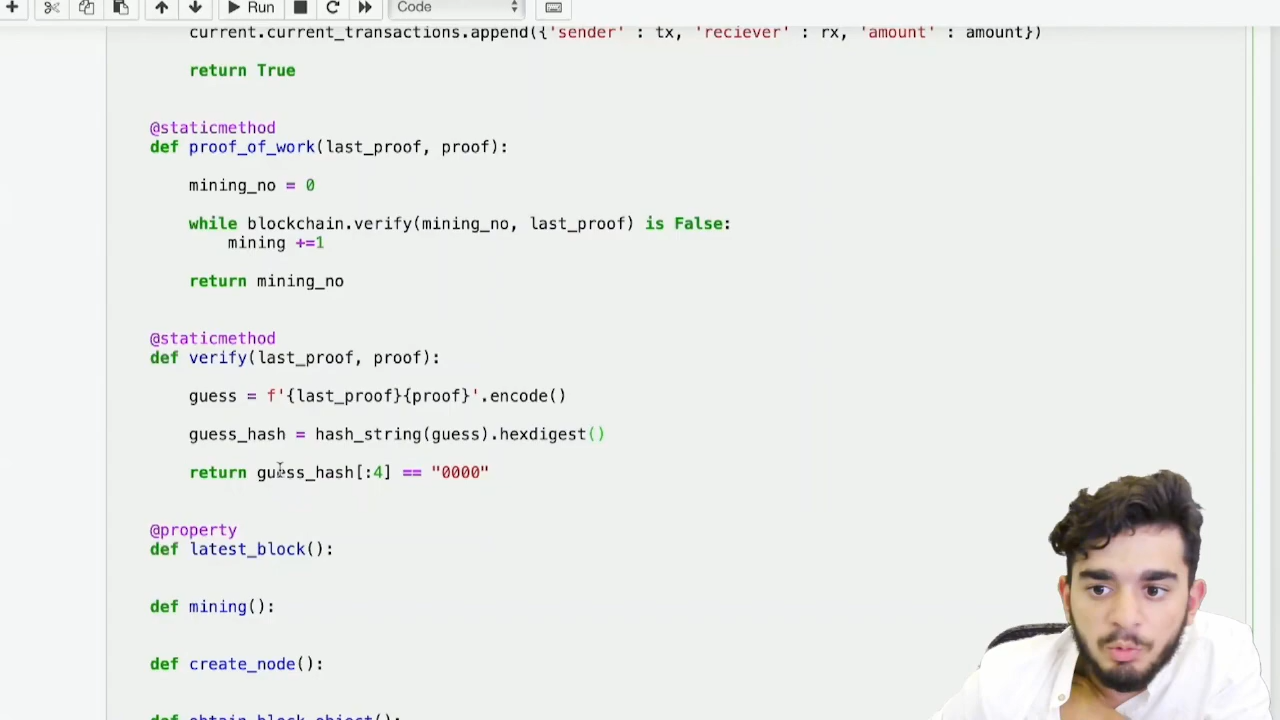 Run
Code
current.current_transactions.append({'sender' : tx, 'reciever' : rx, 'amount' : amount})
return True
@staticmethod
def proof_of_work(last_proof, proof):
mining_no = 0
while blockchain.verify(mining_no, last_proof) is False:
mining +=1
return mining_no
@staticmethod
def verify(last_proof, proof):
guess = f'{last_proof}{proof}'.encode()
guess_hash = hash_string(guess).hexdigest()
return guess_hash[:4] == "0000"
@property
def latest_block():
def mining():
def create_node():
def obtain_block_object():